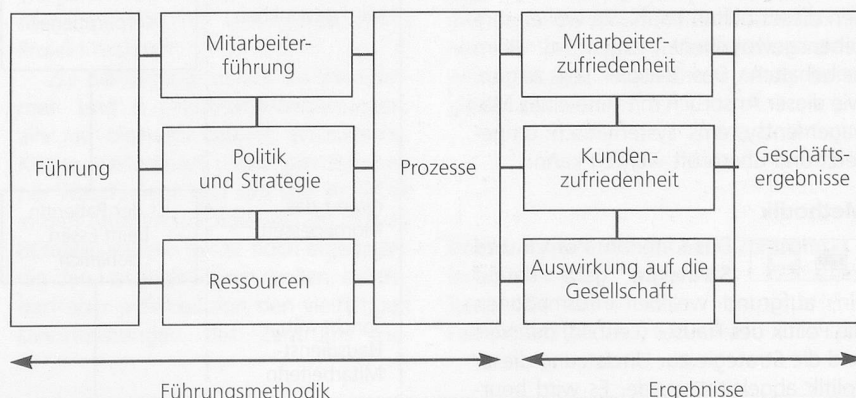 Mitarbeiter-
führung
Mitarbeiter-
zufriedenheit
Führung
Politik
und Strategie
Prozesse
Kunden-
zufriedenheit
Geschäfts-
ergebnisse
Ressourcen
Auswirkung auf die
Gesellschaft
Führungsmethodik
Ergebnisse